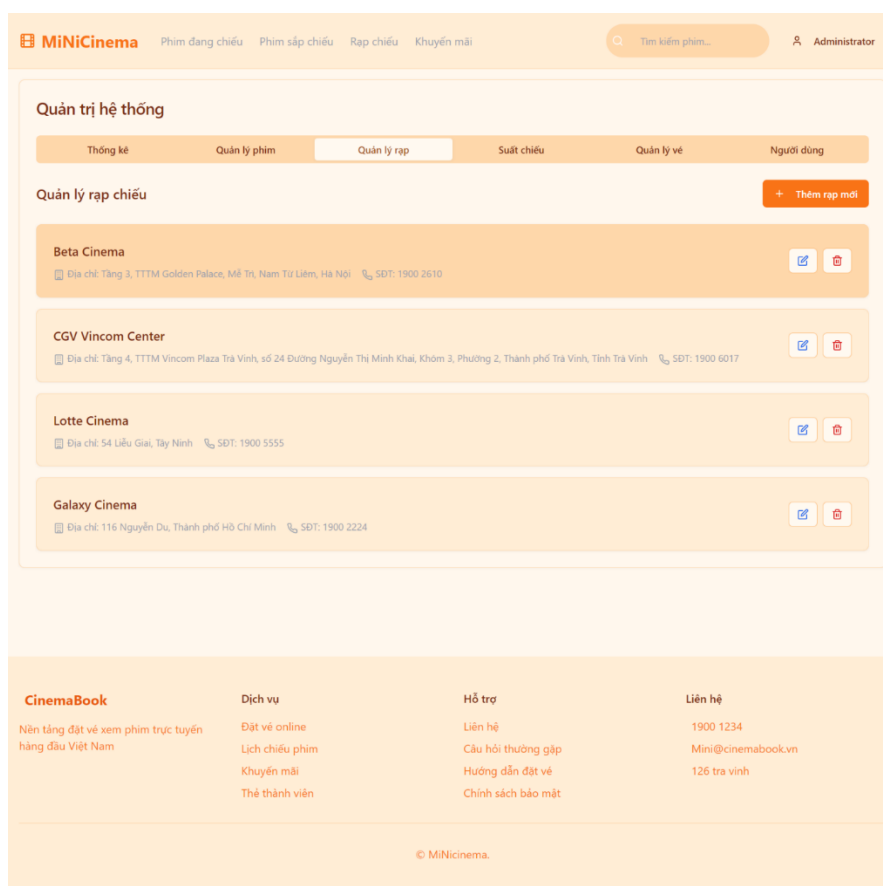 MiNiCinema Phim đang chiếu Phim sắp chiếu Rạp chiếu Khuyến mãi Tìm kiếm phim... Administrator
Quản trị hệ thống
Thống kê Quản lý phim Quản lý rạp Suất chiếu Quản lý vé Người dùng
Quản lý rạp chiếu + Thêm rạp mới
Beta Cinema
Địa chỉ: Tầng 3, TTTM Golden Palace, Mễ Trì, Nam Từ Liêm, Hà Nội SĐT: 1900 2610
CGV Vincom Center
Địa chỉ: Tầng 4, TTTM Vincom Plaza Trà Vinh, số 24 Đường Nguyễn Thị Minh Khai, Khóm 3, Phường 2, Thành phố Trà Vinh, Tỉnh Trà Vinh SĐT: 1900 6017
Lotte Cinema
Địa chỉ: 54 Liễu Giai, Tây Ninh SĐT: 1900 5555
Galaxy Cinema
Địa chỉ: 116 Nguyễn Du, Thành phố Hồ Chí Minh SĐT: 1900 2224
CinemaBook
Nền tảng đặt vé xem phim trực tuyến
hàng đầu Việt Nam
Dịch vụ
Đặt vé online
Lịch chiếu phim
Khuyến mãi
Thẻ thành viên
Hỗ trợ
Liên hệ
Câu hỏi thường gặp
Hướng dẫn đặt vé
Chính sách bảo mật
Liên hệ
1900 1234
Mini@cinemabook.vn
126 tra vinh
© MiNicinema.